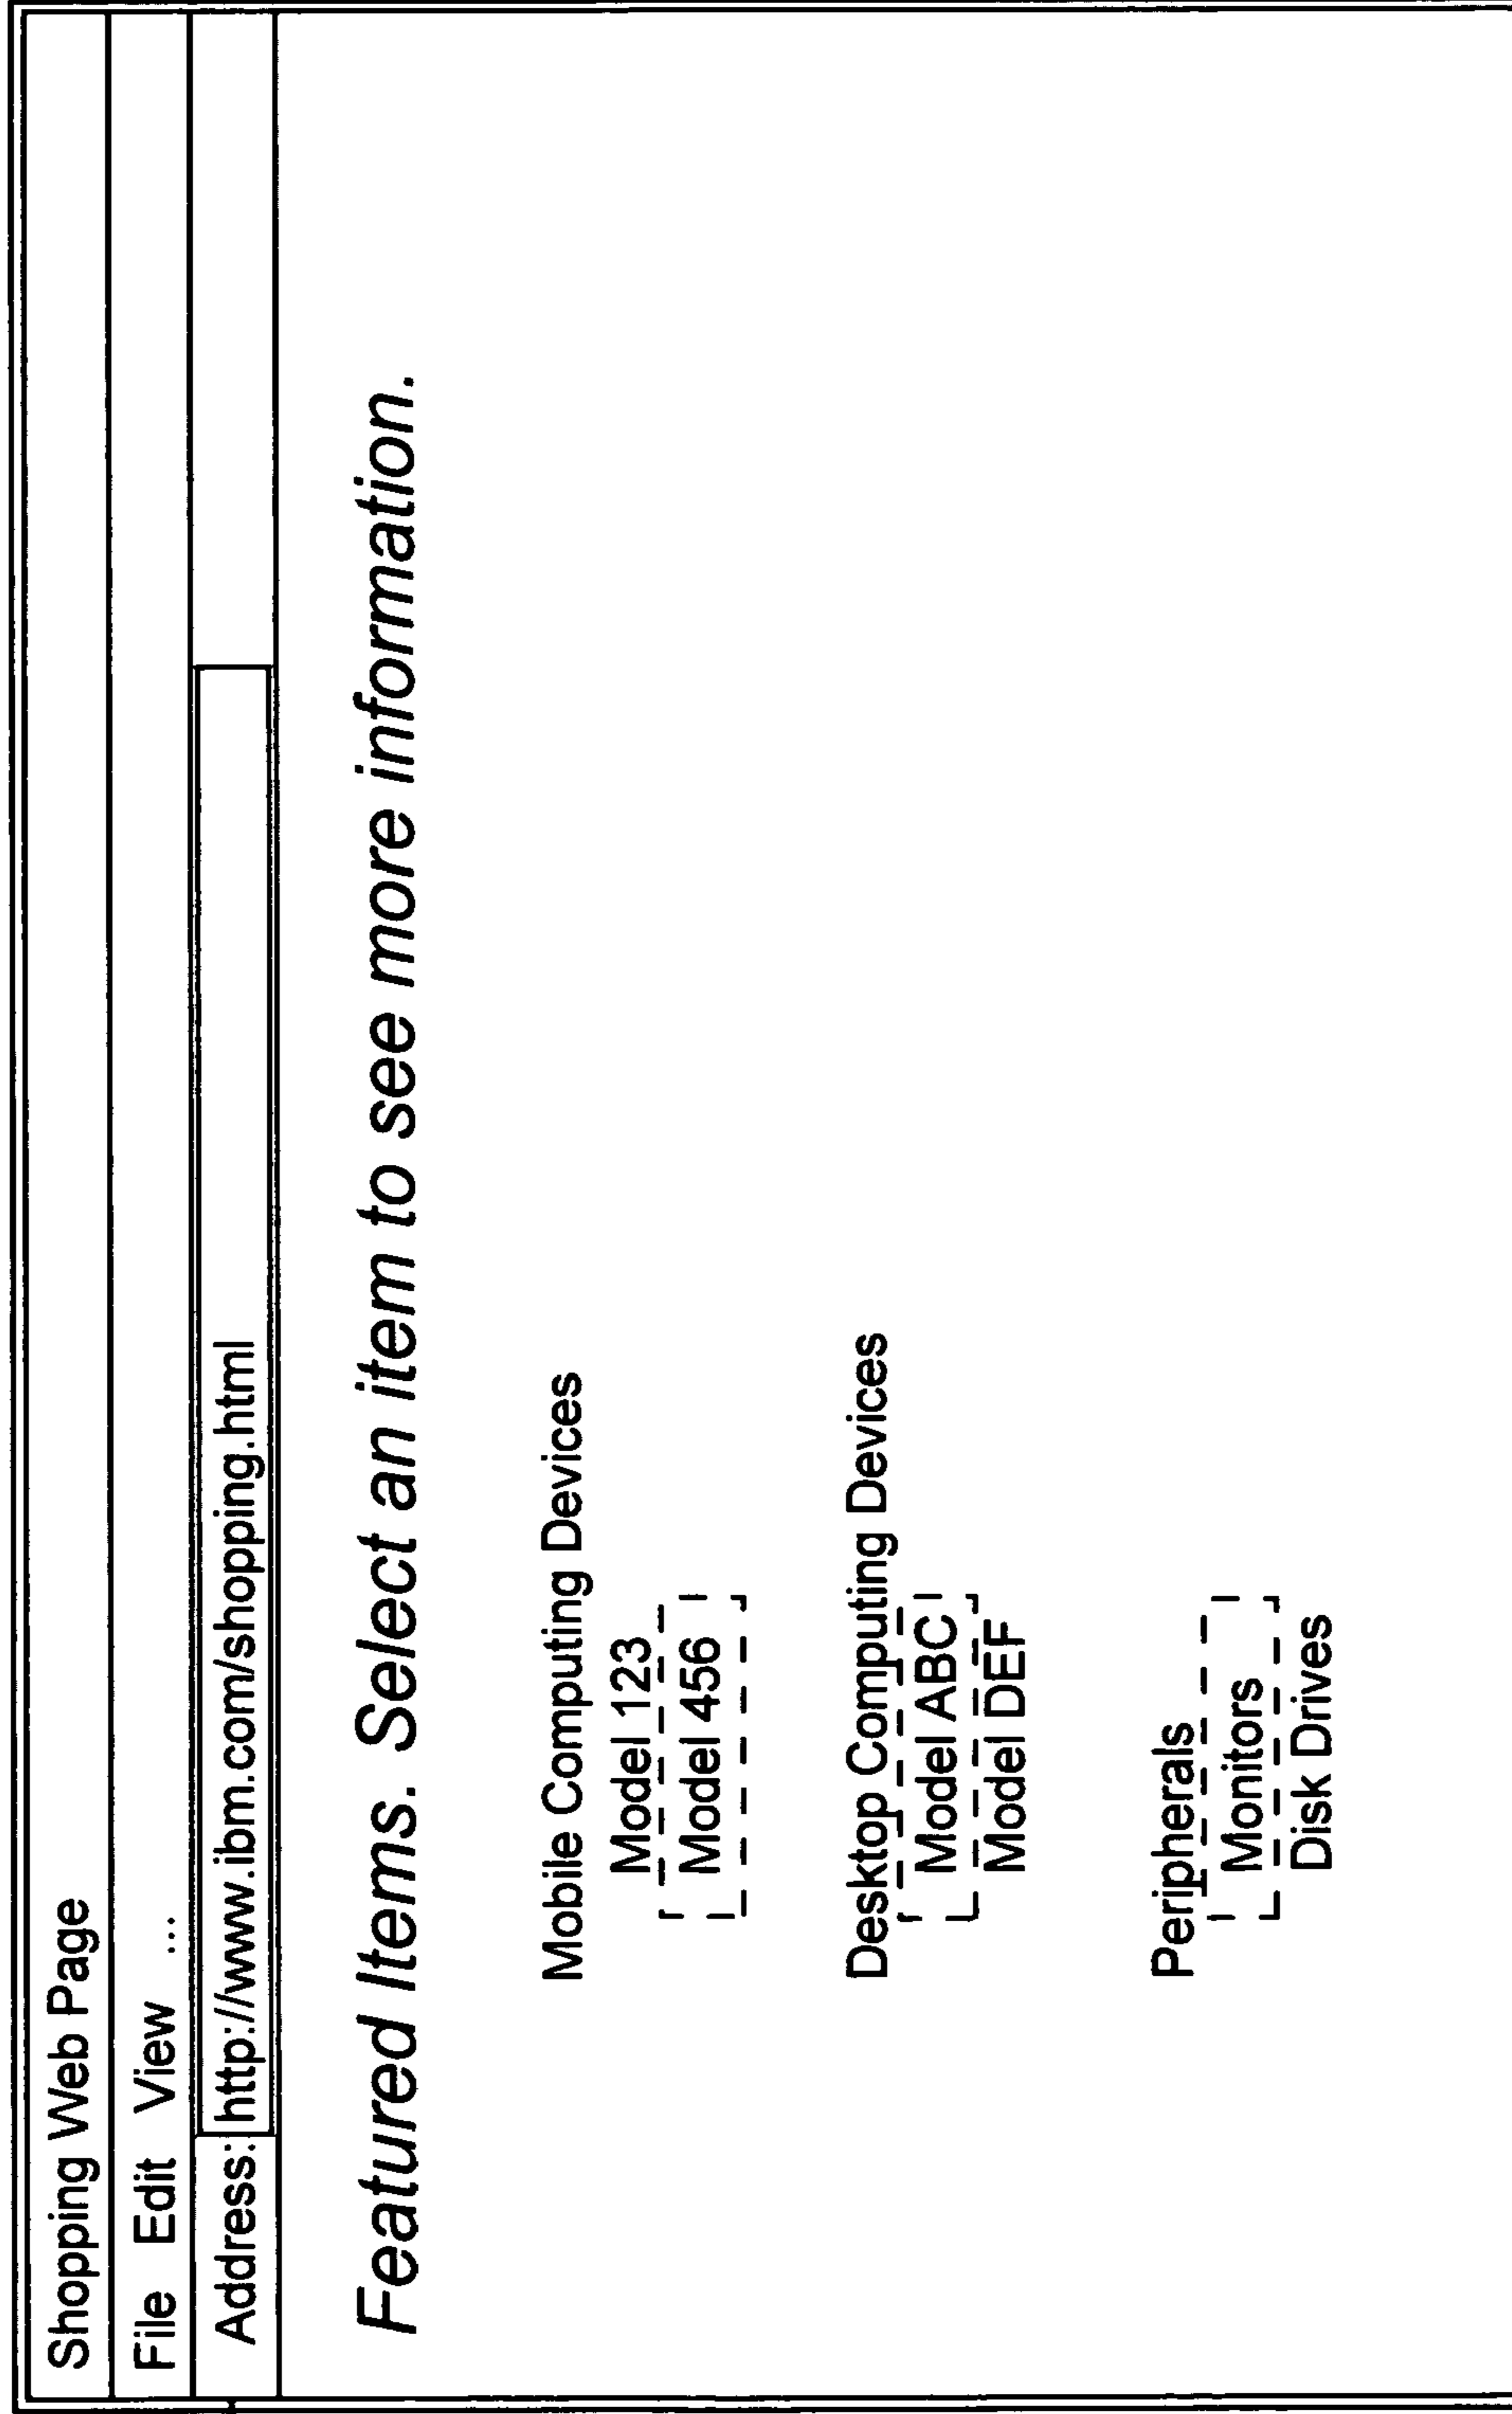 Shopping Web Page
File Edit View ...
Address: http://www.ibm.com/shopping.html
Featured Items. Select an item to see more information.
Mobile Computing Devices
Model 123
Model 456
Desktop Computing Devices
Model ABC
Model DEF
Peripherals
Monitors
Disk Drives